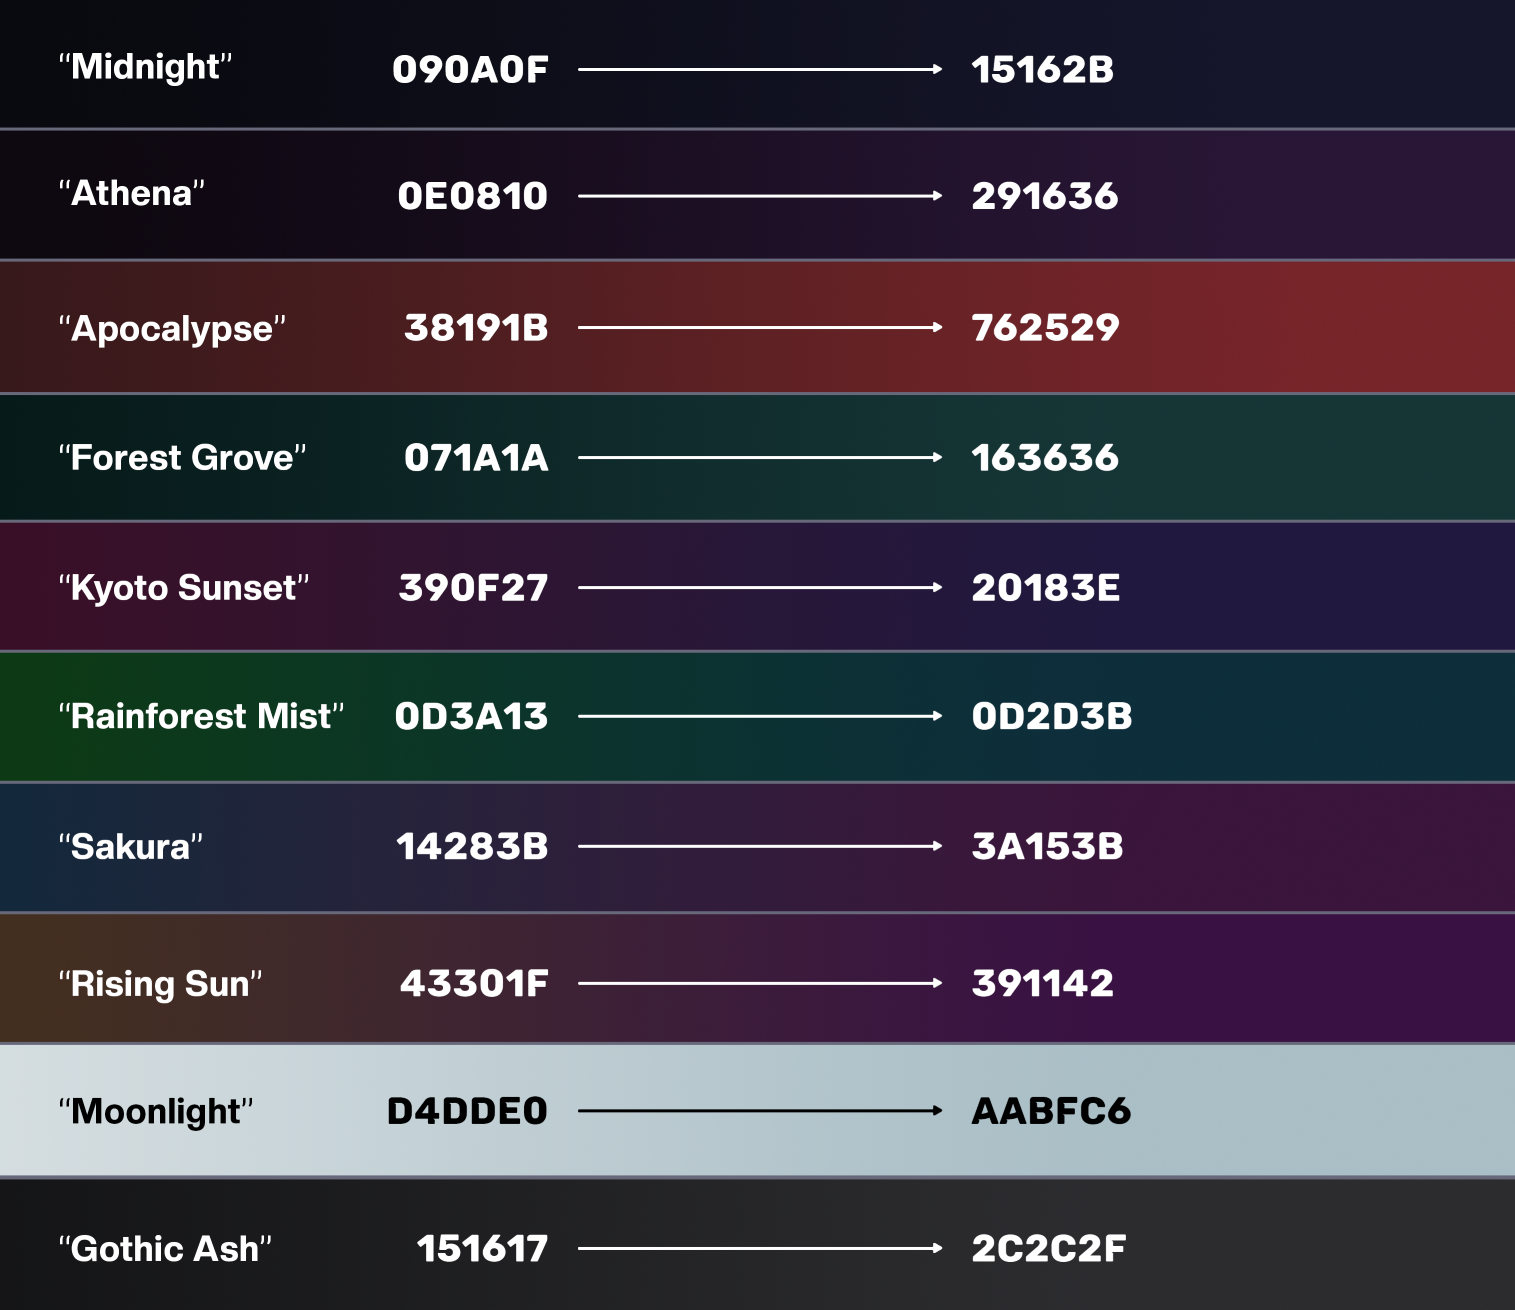 “Midnight” 090A0F 15162B
“Athena” 0E0810 291636
“Apocalypse” 38191B 762529
“Forest Grove” 071A1A 163636
“Kyoto Sunset” 390F27 20183E
“Rainforest Mist” 0D3A13 0D2D3B
“Sakura” 14283B 3A153B
“Rising Sun” 43301F 391142
“Moonlight” D4DDE0 AABFC6
“Gothic Ash” 151617 2C2C2F